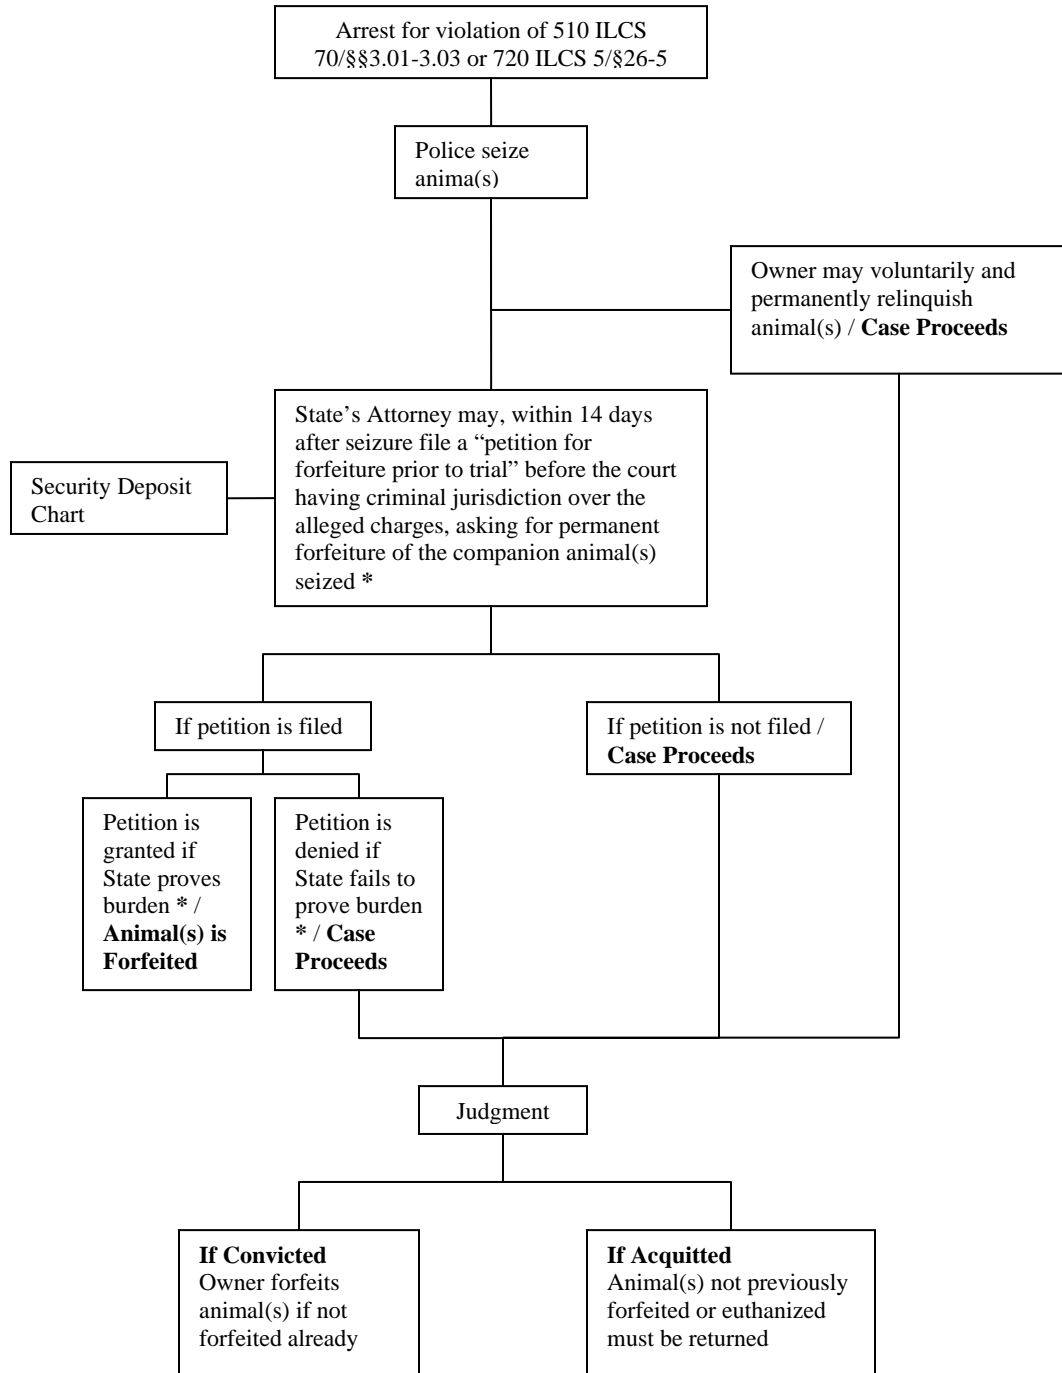 Arrest for violation of 510 ILCS
70/§§3.01-3.03 or 720 ILCS 5/§26-5
Police seize
anima(s)
Owner may voluntarily and
permanently relinquish
animal(s) / Case Proceeds
State’s Attorney may, within 14 days
after seizure file a “petition for
forfeiture prior to trial” before the court
having criminal jurisdiction over the
alleged charges, asking for permanent
forfeiture of the companion animal(s)
seized *
Security Deposit
Chart
If petition is filed
If petition is not filed /
Case Proceeds
Petition is
granted if
State proves
burden * /
Animal(s) is
Forfeited
Petition is
denied if
State fails to
prove burden
* / Case
Proceeds
Judgment
If Convicted
Owner forfeits
animal(s) if not
forfeited already
If Acquitted
Animal(s) not previously
forfeited or euthanized
must be returned